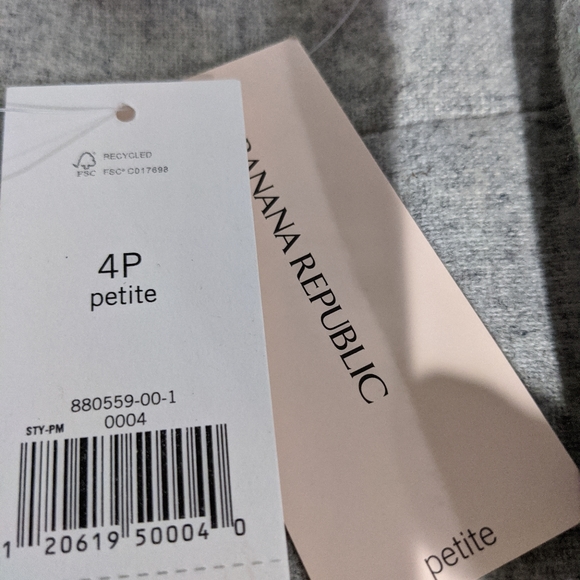 FSC
RECYCLED
FSC® C017698
4P
petite
880559-00-1
0004
STY-PM
1 20619 50004 0
BANANA REPUBLIC
petite